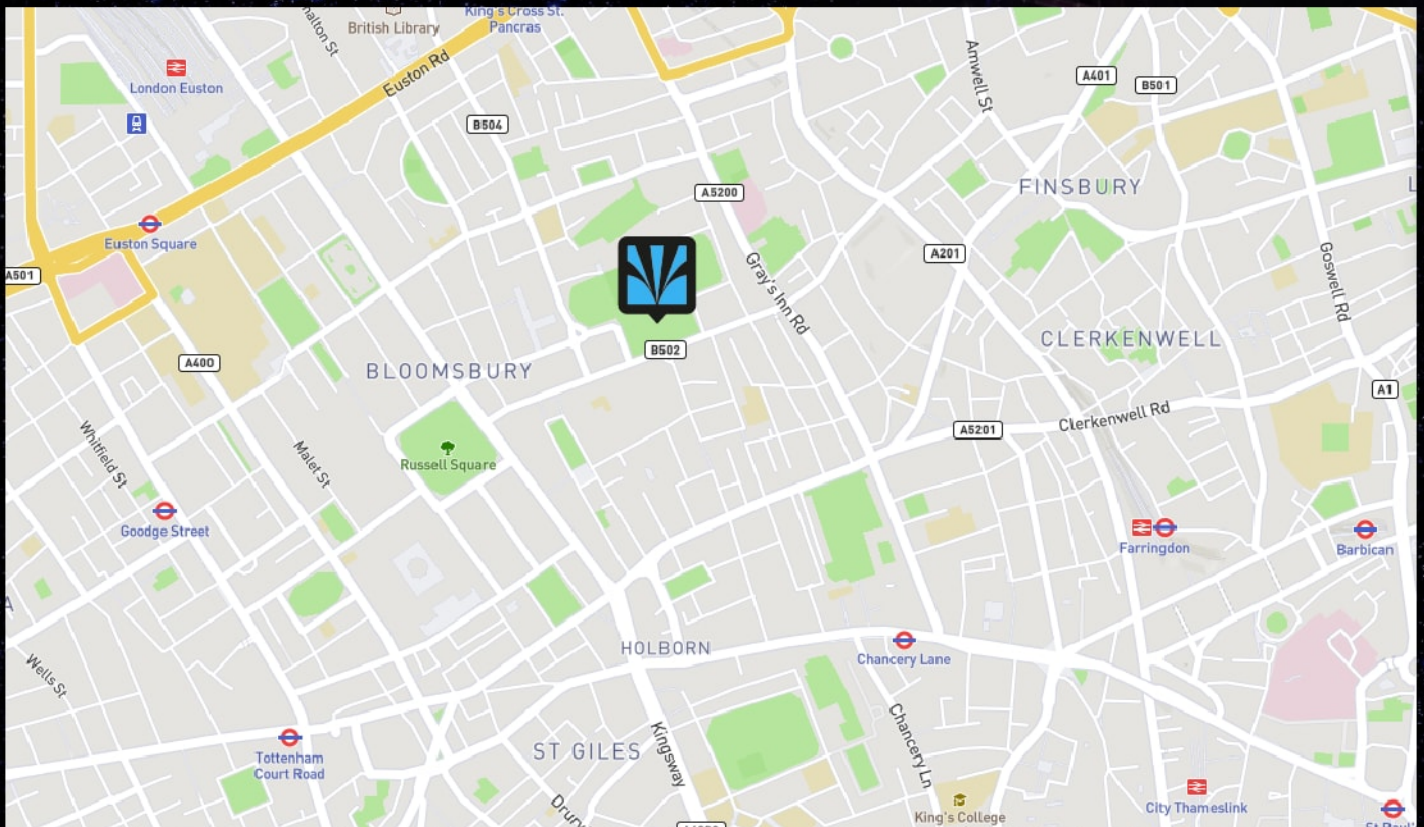 King's Cross St.
Pancras
British Library
Euston Rd
London Euston
Amwell St
A401
B501
B504
A5200
FINSBURY
Euston Square
A501
A201
Gray's Inn Rd
Goswell Rd
CLERKENWELL
B502
A400
BLOOMSBURY
A1
Clerkenwell Rd
A5201
Whitfield St
Malet St
Russell Square
Goodge Street
Farringdon
Barbican
HOLBORN
Chancery Lane
Wells St
Chancery Ln
Kingsway
ST GILES
Tottenham
Court Road
City Thameslink
King's College